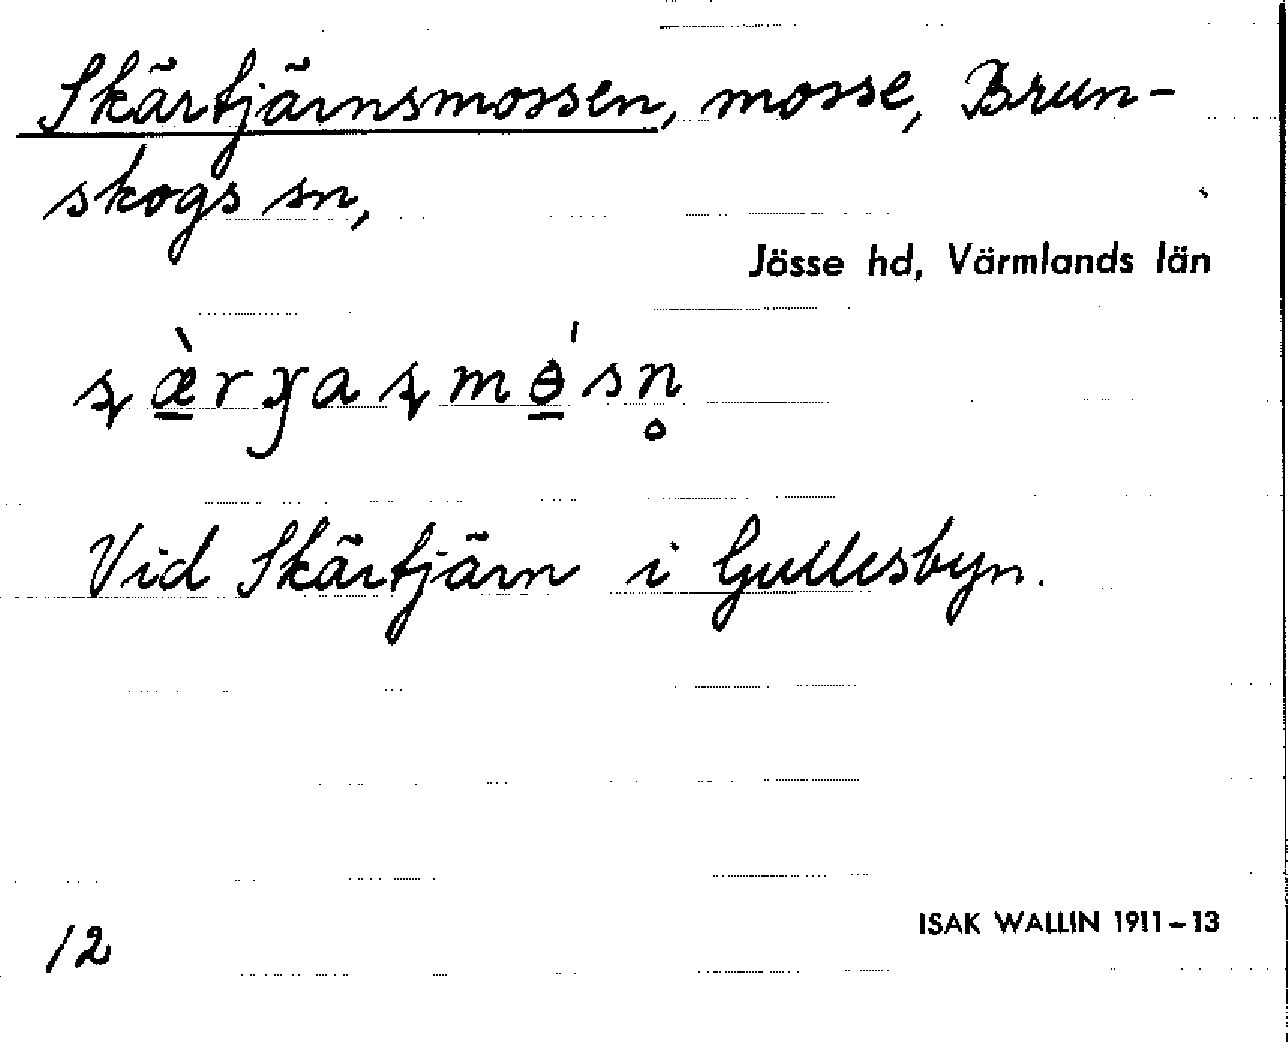 Skärtjärnsmossen, mosse, Brun-
skogs sn,
Jösse hd, Värmlands län
Vid Skärtjärn i Gullesbyn.
12
ISAK WALLIN 1911-13